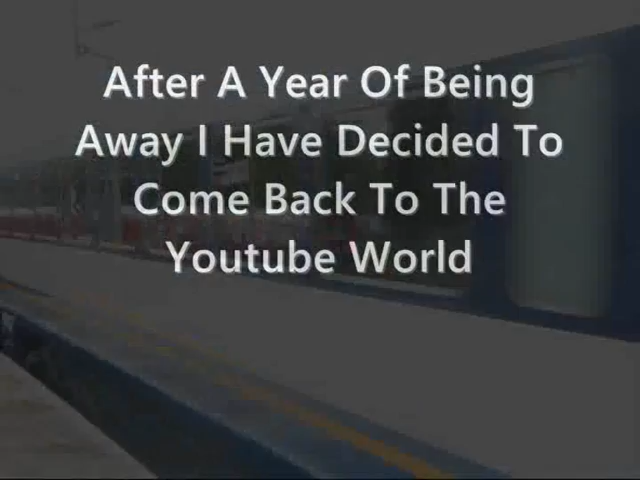 After A Year Of Being
Away I Have Decided To
Come Back To The
Youtube World